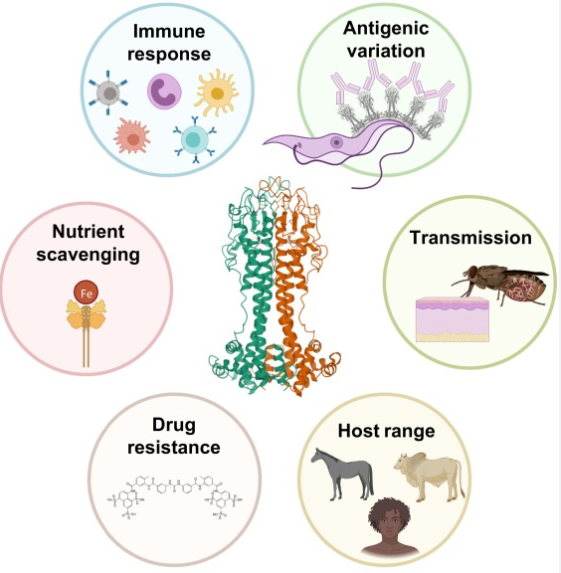 Immune
response
Antigenic
variation
Nutrient
scavenging
Fe
Transmission
Drug
resistance
Host range